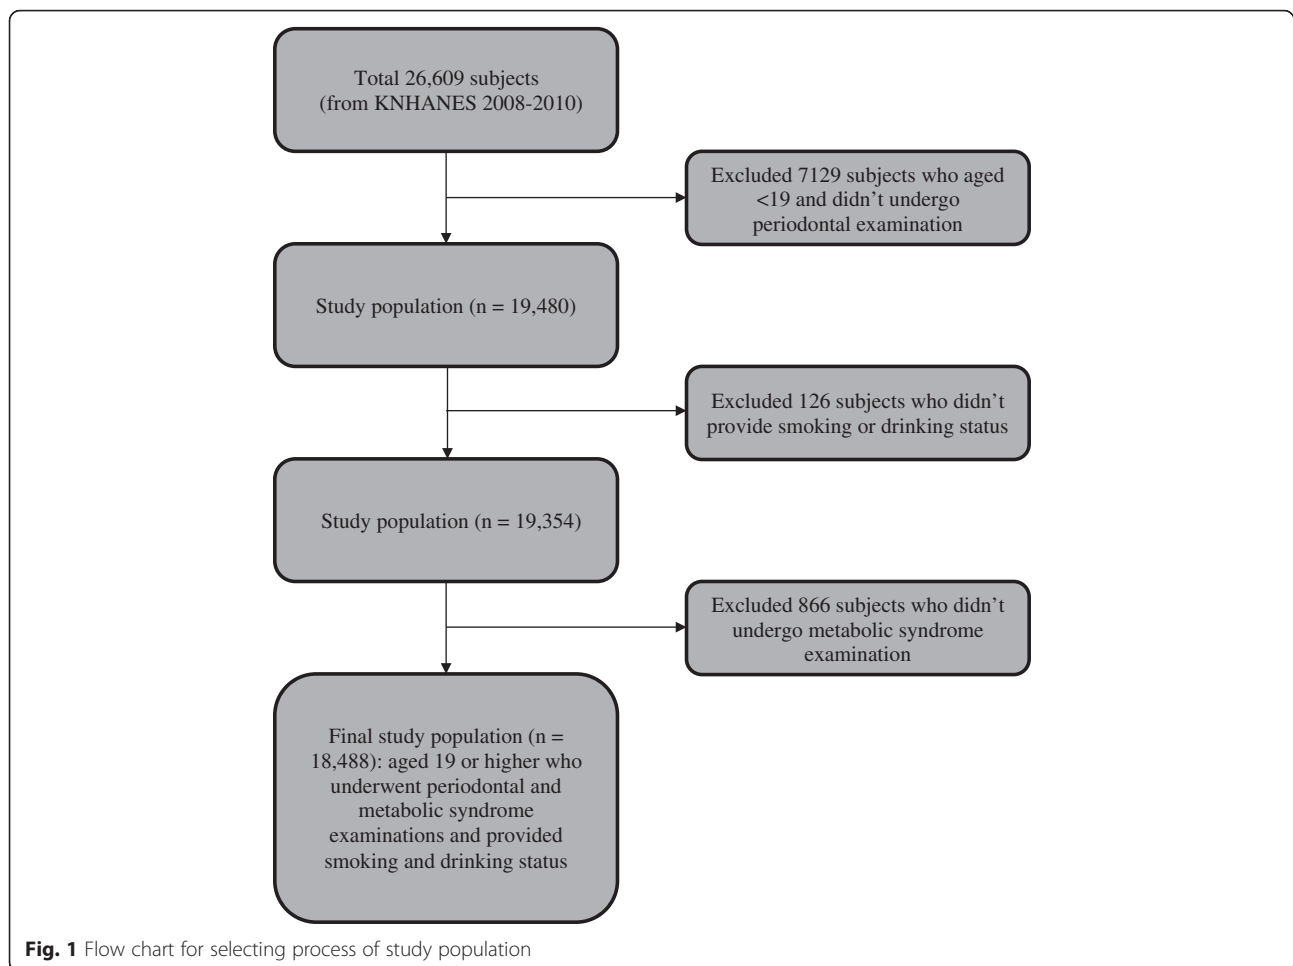 Total 26,609 subjects
(from KNHANES 2008-2010)
Excluded 7129 subjects who aged
<19 and didn't undergo
periodontal examination
Study population (n = 19,480)
Excluded 126 subjects who didn't
provide smoking or drinking status
Study population (n = 19,354)
Excluded 866 subjects who didn't
undergo metabolic syndrome
examination
Final study population (n =
18,488): aged 19 or higher who
underwent periodontal and
metabolic syndrome
examinations and provided
smoking and drinking status
Fig. 1 Flow chart for selecting process of study population